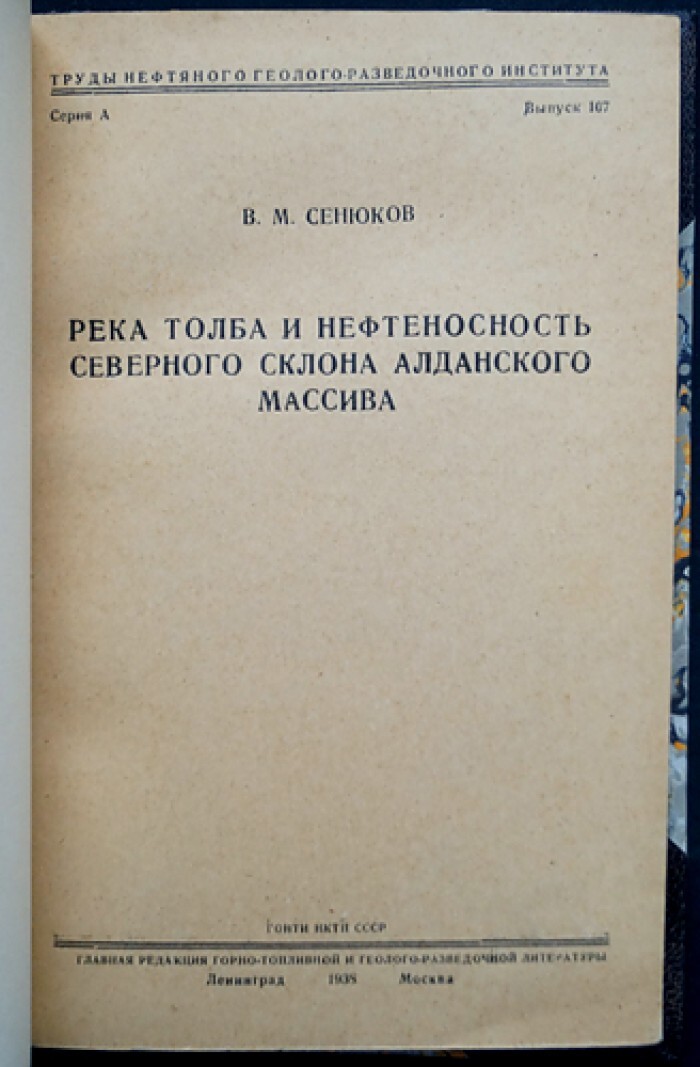 ТРУДЫ НЕФТЯНОГО ГЕОЛОГО-РАЗВЕДОЧНОГО ИНСТИТУТА
Серия А Выпуск 167
В. М. СЕНЮКОВ
РЕКА ТОЛБА И НЕФТЕНОСНОСТЬ
СЕВЕРНОГО СКЛОНА АЛДАНСКОГО
МАССИВА
ГОНТИ НКТП СССР
ГЛАВНАЯ РЕДАКЦИЯ ГОРНО-ТОПЛИВНОЙ И ГЕОЛОГО-РАЗВЕДОЧНОЙ ЛИТЕРАТУРЫ
Ленинград 1938 Москва